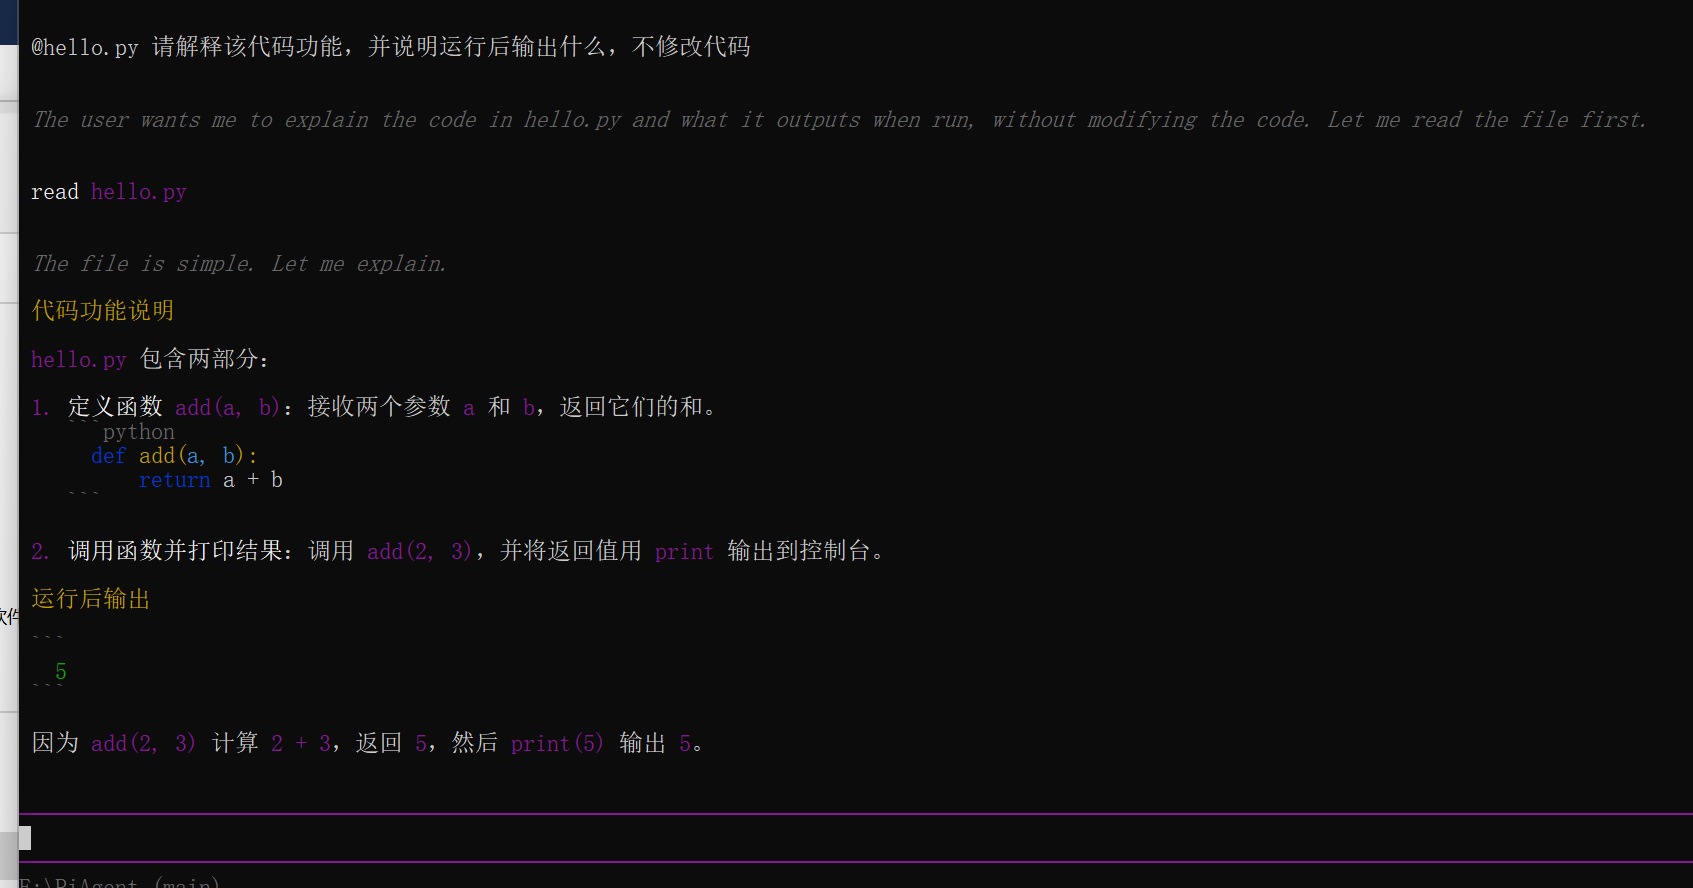 @hello.py 请解释该代码功能，并说明运行后输出什么，不修改代码
The user wants me to explain the code in hello.py and what it outputs when run, without modifying the code. Let me read the file first.
read hello.py
The file is simple. Let me explain.
代码功能说明
hello.py 包含两部分：
1. 定义函数 add(a, b)：接收两个参数 a 和 b，返回它们的和。
```python
def add(a, b):
return a + b
```
2. 调用函数并打印结果：调用 add(2, 3)，并将返回值用 print 输出到控制台。
运行后输出
软件
```
5
```
因为 add(2, 3) 计算 2 + 3，返回 5，然后 print(5) 输出 5。
E:\PiAgent (main)